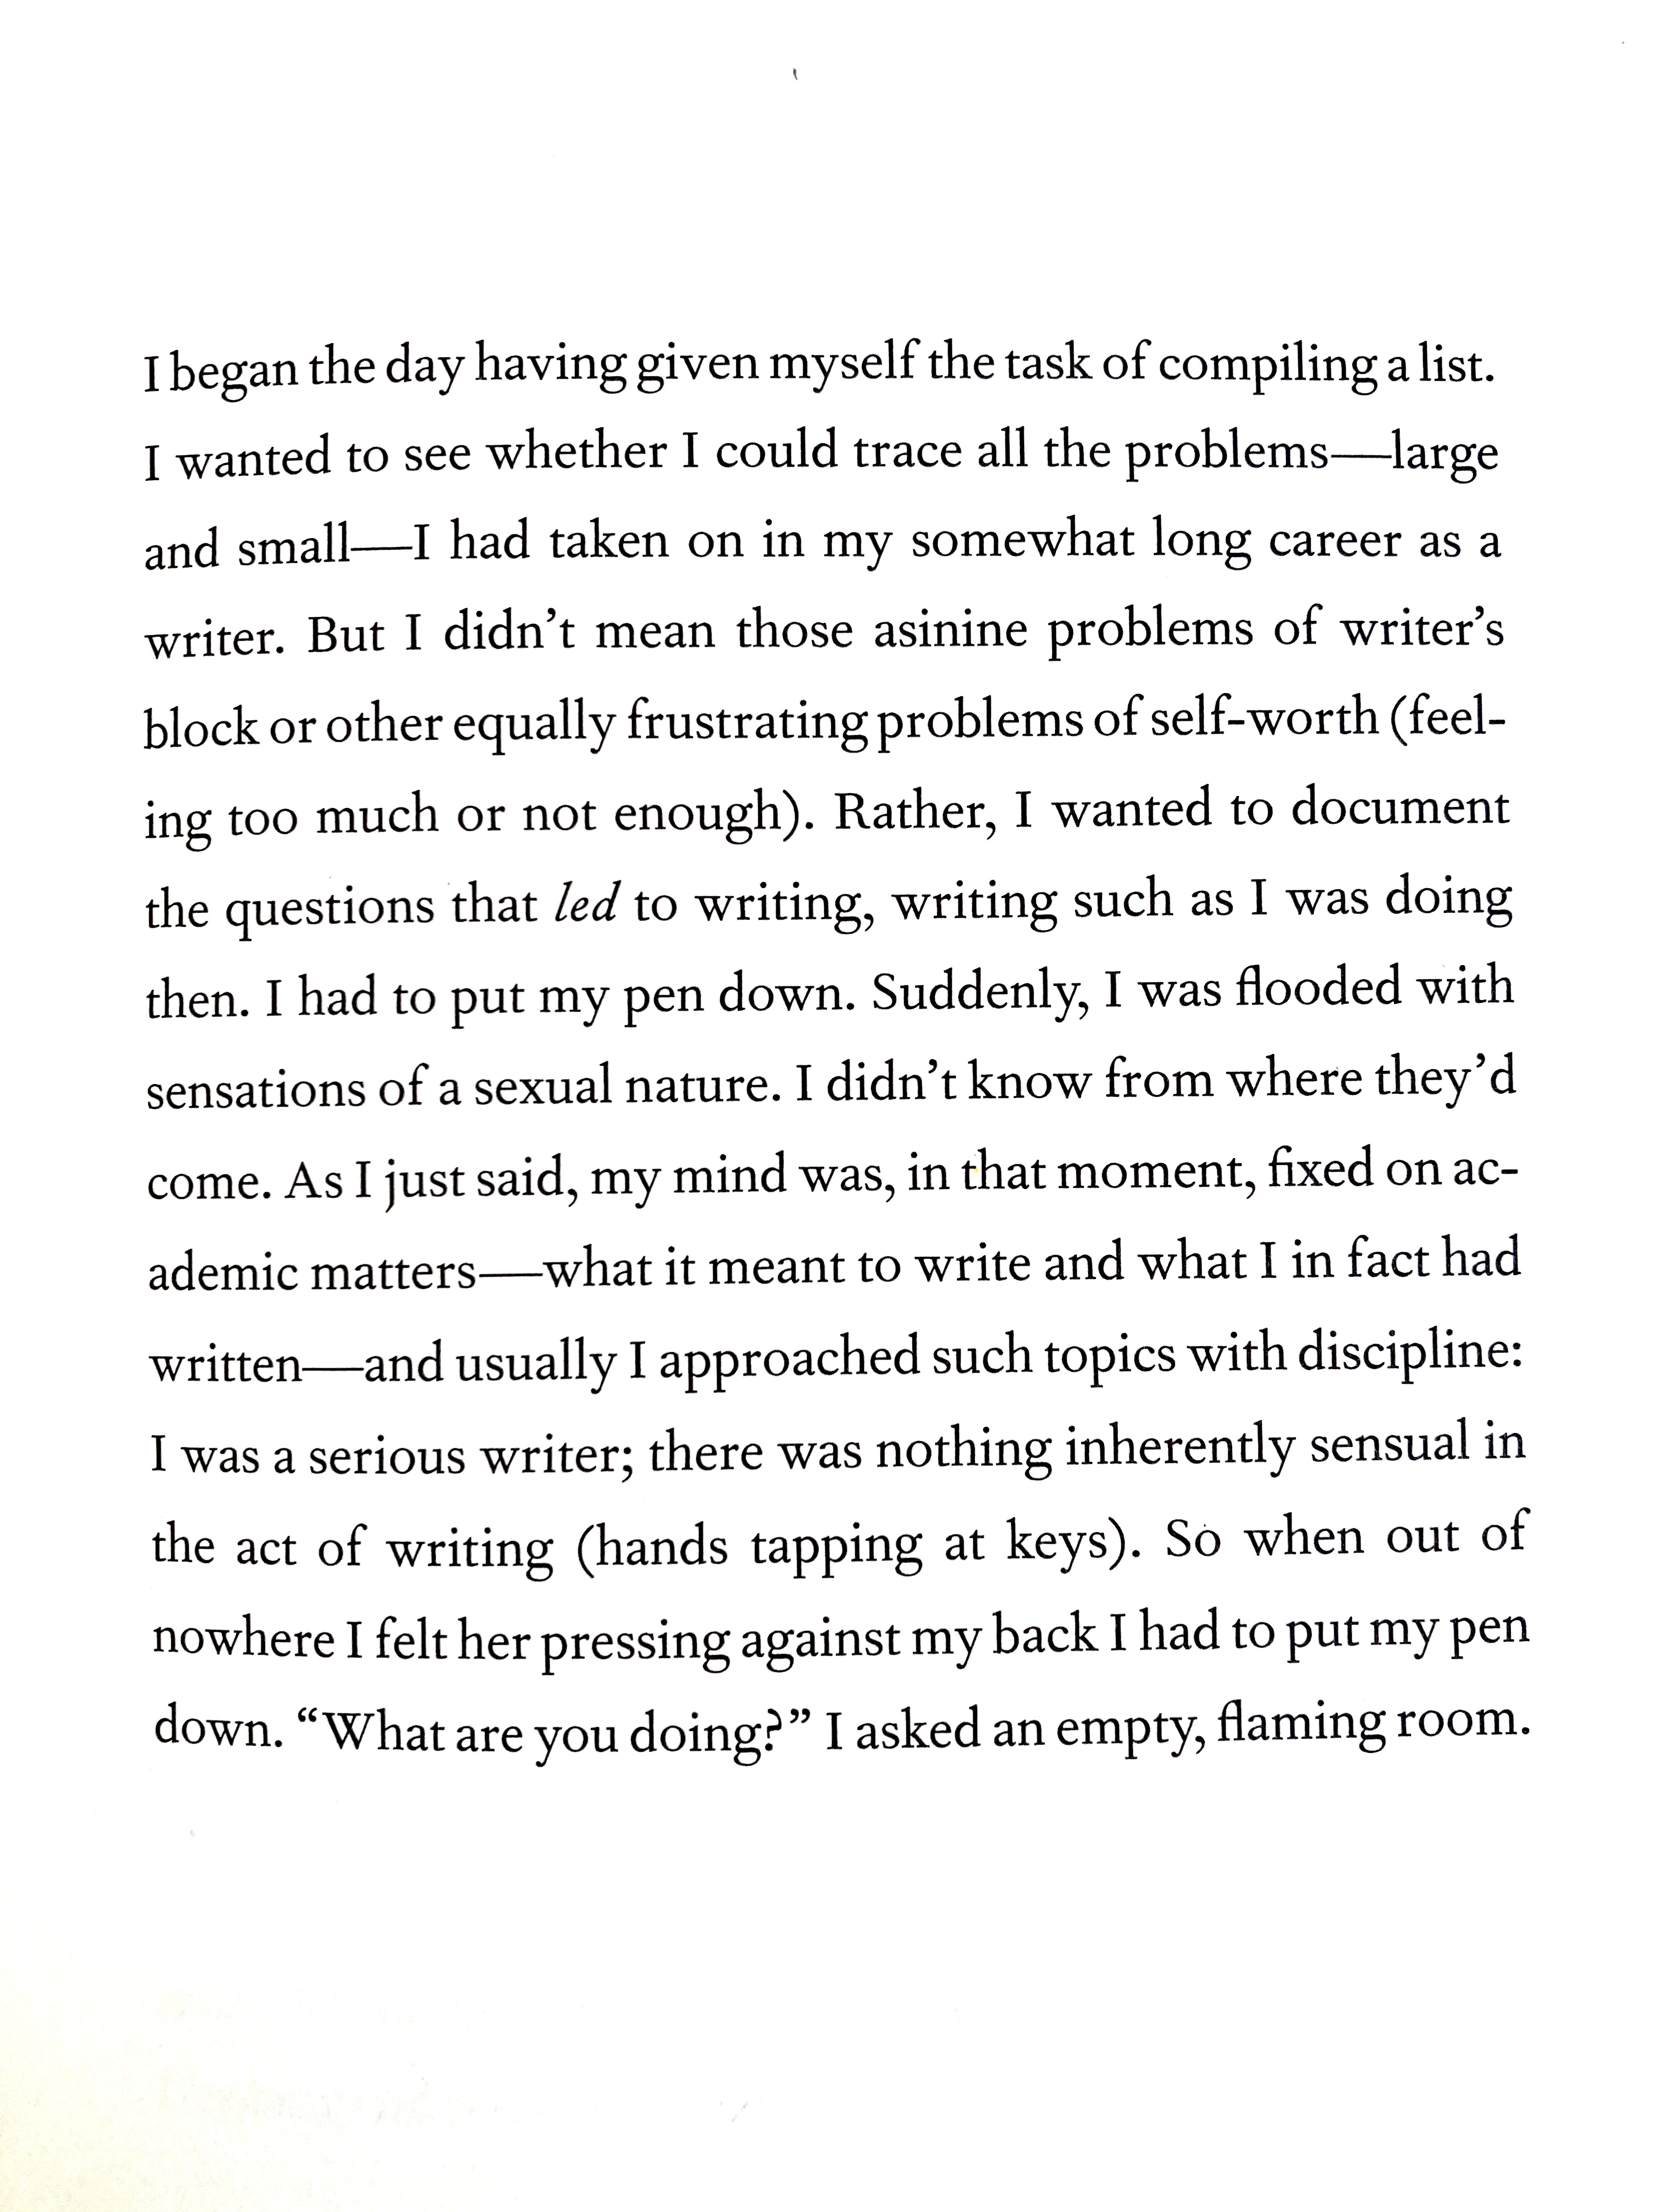 I began the day having given myself the task of compiling a list.
I wanted to see whether I could trace all the problems—large
and small—I had taken on in my somewhat long career as a
writer. But I didn’t mean those asinine problems of writer’s
block or other equally frustrating problems of self-worth (feel-
ing too much or not enough). Rather, I wanted to document
the questions that led to writing, writing such as I was doing
then. I had to put my pen down. Suddenly, I was flooded with
sensations of a sexual nature. I didn’t know from where they’d
come. As I just said, my mind was, in that moment, fixed on ac-
ademic matters—what it meant to write and what I in fact had
written—and usually I approached such topics with discipline:
I was a serious writer; there was nothing inherently sensual in
the act of writing (hands tapping at keys). So when out of
nowhere I felt her pressing against my back I had to put my pen
down. “What are you doing?” I asked an empty, flaming room.